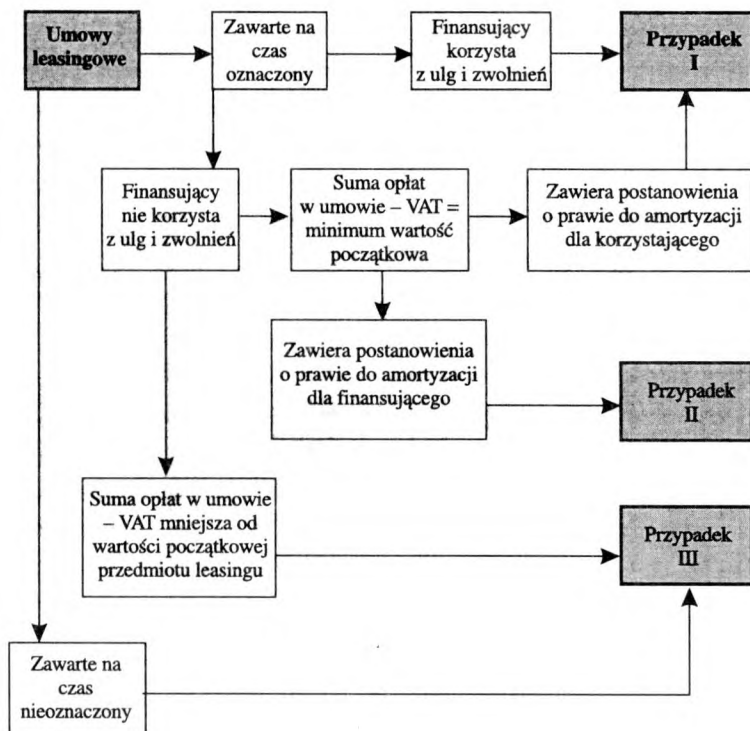 Umowy
leasingowe
Zawarte na
czas
oznaczony
Finansujący
korzysta
z ulg i zwolnień
Przypadek
I
Finansujący
nie korzysta
z ulg i zwolnień
Suma opłat
w umowie – VAT =
minimum wartość
początkowa
Zawiera postanowienia
o prawie do amortyzacji
dla korzystającego
Zawiera postanowienia
o prawie do amortyzacji
dla finansującego
Przypadek
II
Suma opłat w umowie
– VAT mniejsza od
wartości początkowej
przedmiotu leasingu
Przypadek
III
Zawarte na
czas
nieoznaczony